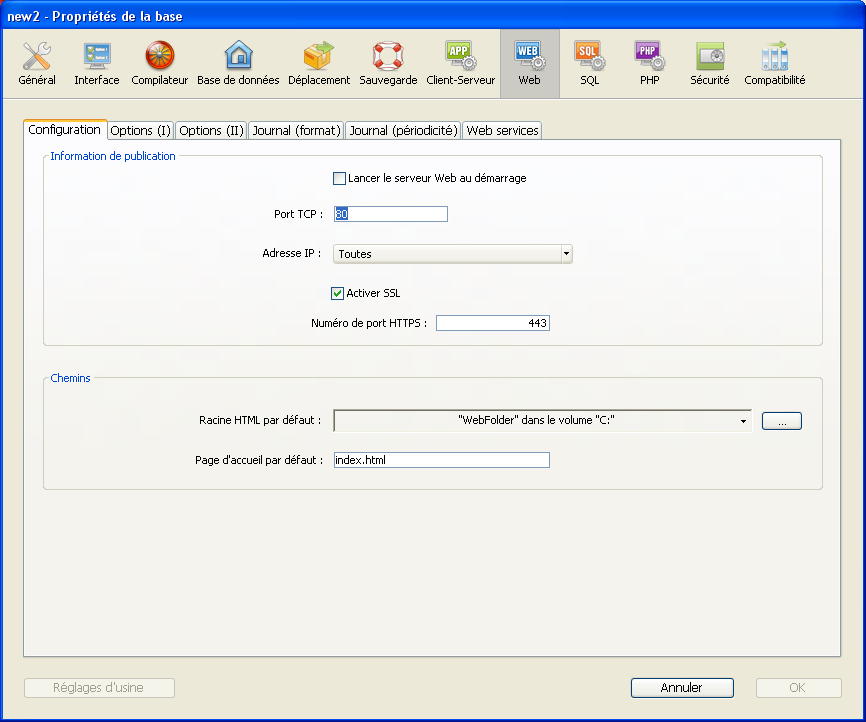 new2 - Propriétés de la base
APP WEB SQL PHP
Général Interface Compilateur Base de données Déplacement Sauvegarde Client-Serveur Web SQL PHP Sécurité Compatibilité
Configuration Options (I) Options (II) Journal (format) Journal (périodicité) Web services
Information de publication
Lancer le serveur Web au démarrage
Port TCP : 80
Adresse IP : Toutes
Activer SSL
Numéro de port HTTPS : 443
Chemins
Racine HTML par défaut : "WebFolder" dans le volume "C:" ...
Page d'accueil par défaut : index.html
Réglages d'usine Annuler OK